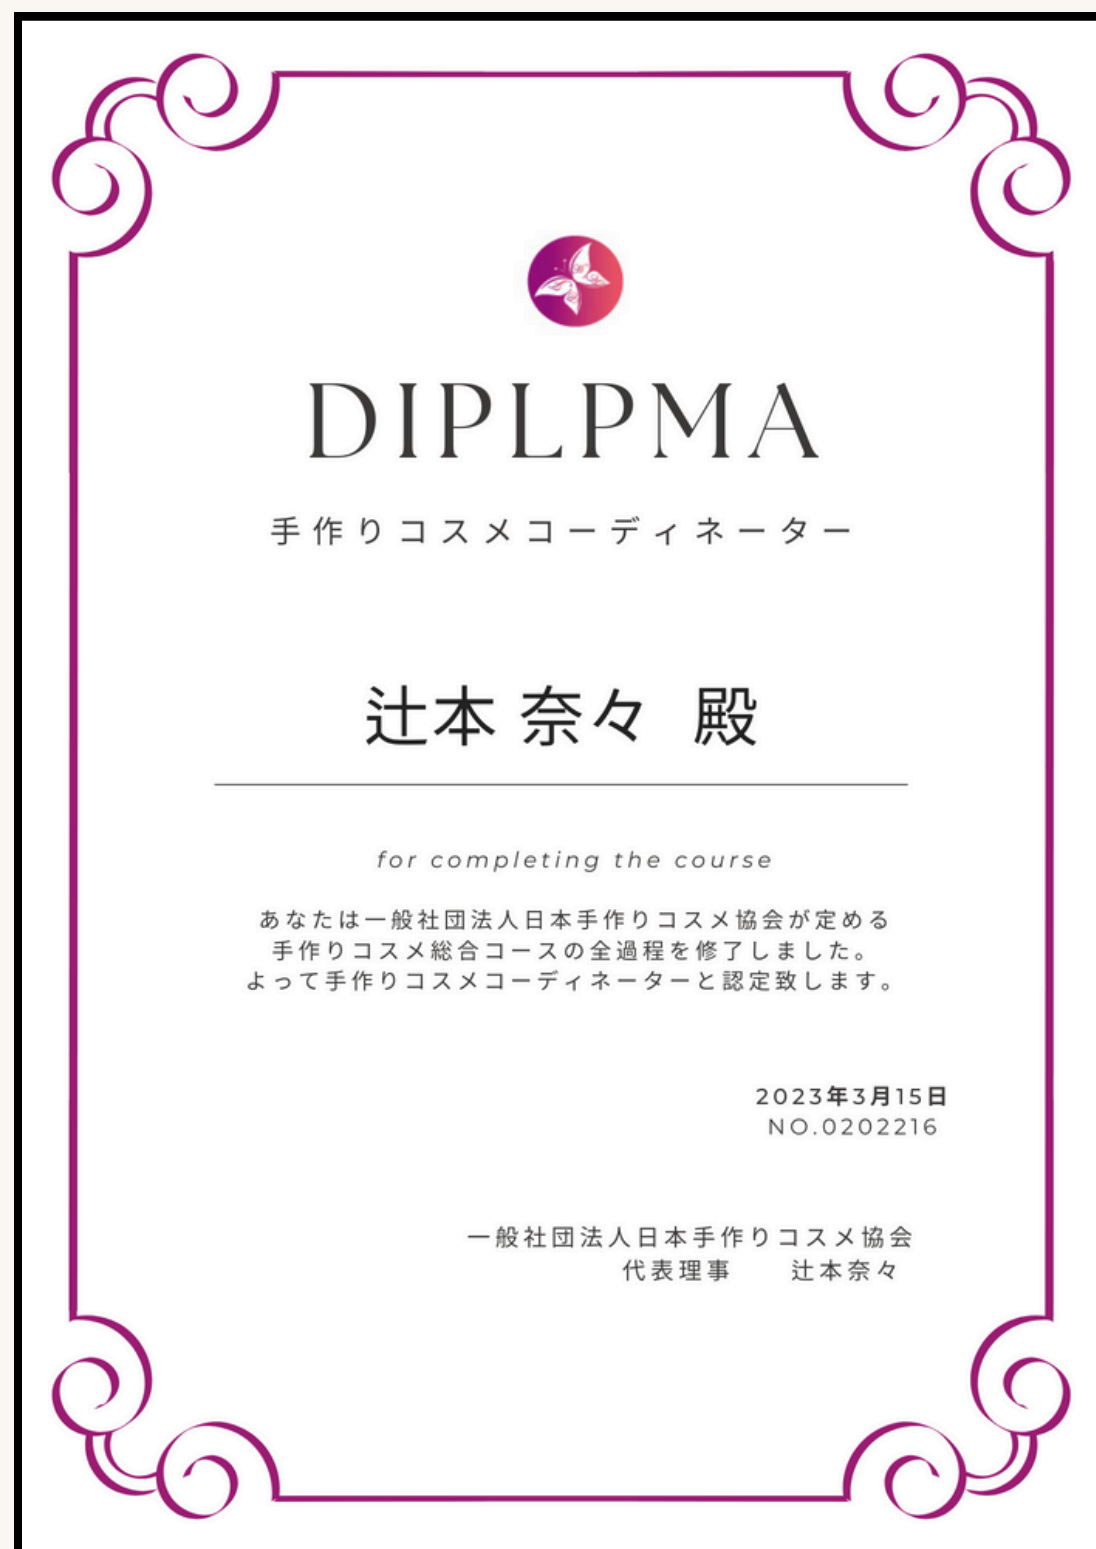 DIPLPMA
手作りコスメコーディネーター
辻本 奈々 殿
for completing the course
あなたは一般社団法人日本手作りコスメ協会が定める
手作りコスメ総合コースの全過程を修了しました。
よって手作りコスメコーディネーターと認定致します。
2023年3月15日
NO.0202216
一般社団法人日本手作りコスメ協会
代表理事 辻本奈々